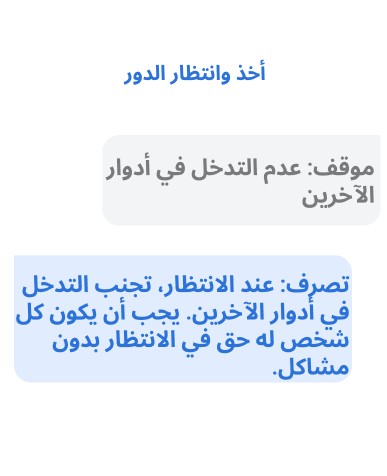 أخذ وانتظار الدور
موقف: عدم التدخل في أدوار
الآخرين
تصرف: عند الانتظار، تجنب التدخل
في أدوار الآخرين. يجب أن يكون كل
شخص له حق في الانتظار بدون
مشاكل.